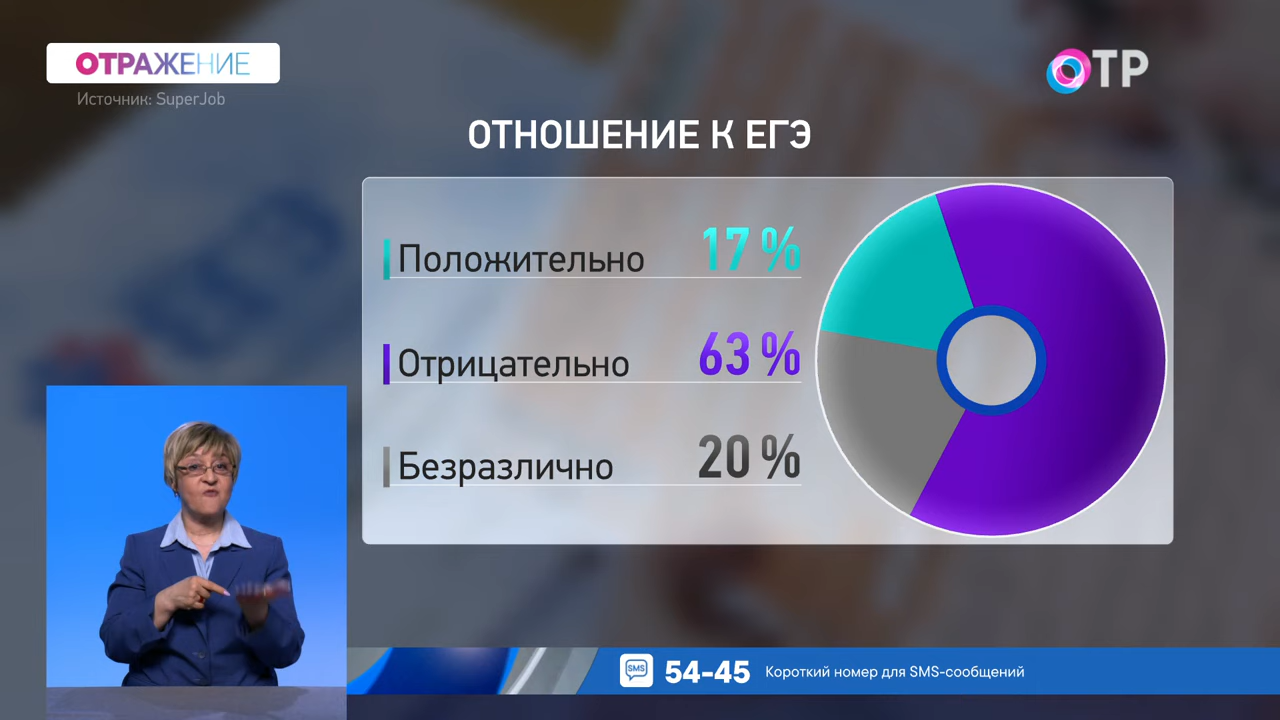 ОТРАЖЕНИЕ
Источник: SuperJob
ОТР
ОТНОШЕНИЕ К ЕГЭ
Положительно 17 %
Отрицательно 63 %
Безразлично 20 %
SMS 54-45 Короткий номер для SMS-сообщений